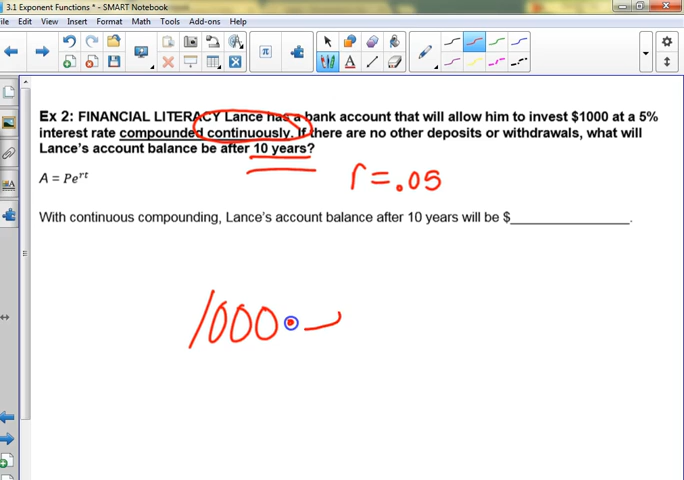 3.1 Exponent Functions * - SMART Notebook
File Edit View Insert Format Math Tools Add-ons Help
Ex 2: FINANCIAL LITERACY Lance has a bank account that will allow him to invest $1000 at a 5%
interest rate compounded continuously. If there are no other deposits or withdrawals, what will
Lance's account balance be after 10 years?
A = Pe^rt
r = .05
With continuous compounding, Lance's account balance after 10 years will be $____________________.
1000